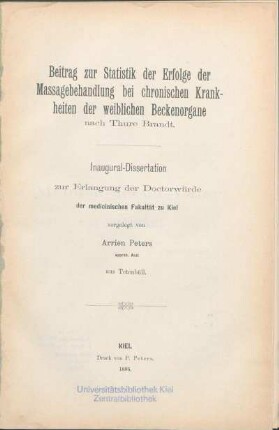 Beitrag zur Statistik der Erfolge der
Massagebehandlung bei chronischen Krank-
heiten der weiblichen Beckenorgane
nach Thure Brandt.
Inaugural-Dissertation
zur Erlangung der Doctorwürde
der medicinischen Fakultät zu Kiel
vorgelegt von
Arrien Peters
approb. Arzt
aus Tetenbüll.
KIEL
Druck von P. Peters.
Universitätsbibliothek Kiel
Zentralbibliothek